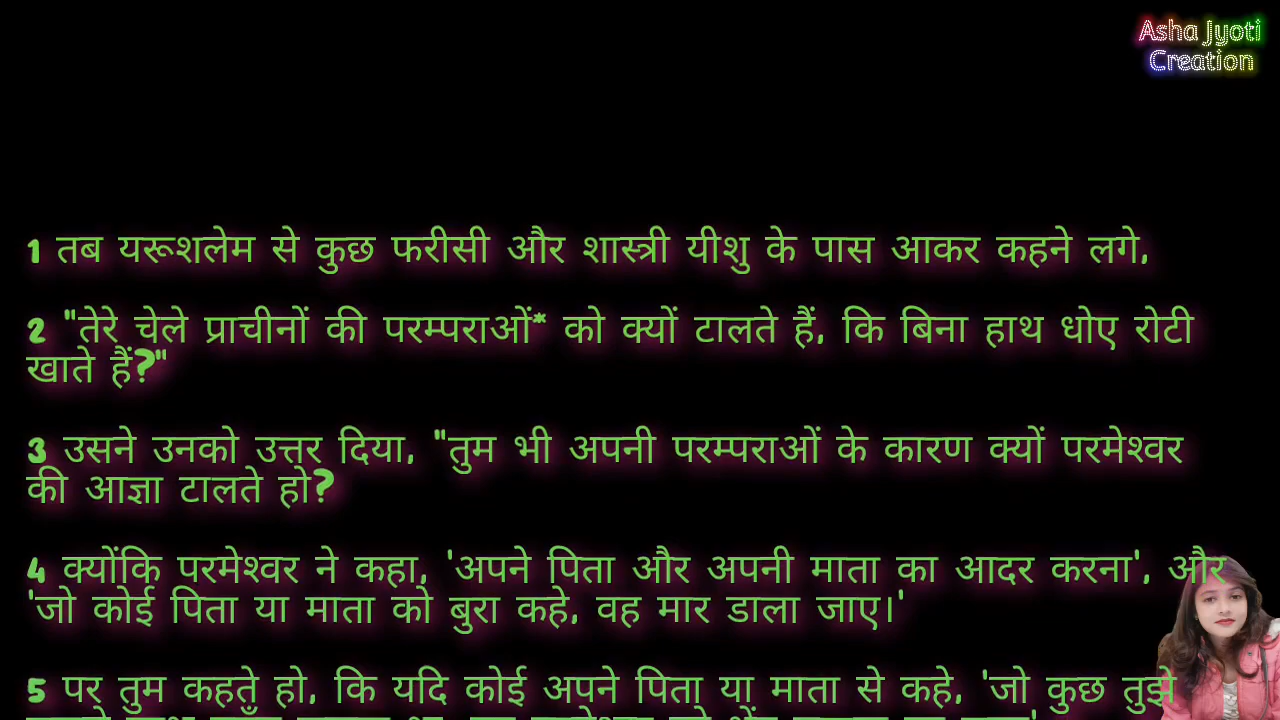 Asha Jyoti
Creation
1 तब यरूशलेम से कुछ फरीसी और शास्त्री यीशु के पास आकर कहने लगे,
2 "तेरे चेले प्राचीनों की परम्पराओं* को क्यों टालते हैं, कि बिना हाथ धोए रोटी
खाते हैं?"
3 उसने उनको उत्तर दिया, "तुम भी अपनी परम्पराओं के कारण क्यों परमेश्वर
की आज्ञा टालते हो?
4 क्योंकि परमेश्वर ने कहा, 'अपने पिता और अपनी माता का आदर करना', और
'जो कोई पिता या माता को बुरा कहे, वह मार डाला जाए।'
5 पर तुम कहते हो, कि यदि कोई अपने पिता या माता से कहे, 'जो कुछ तुझे